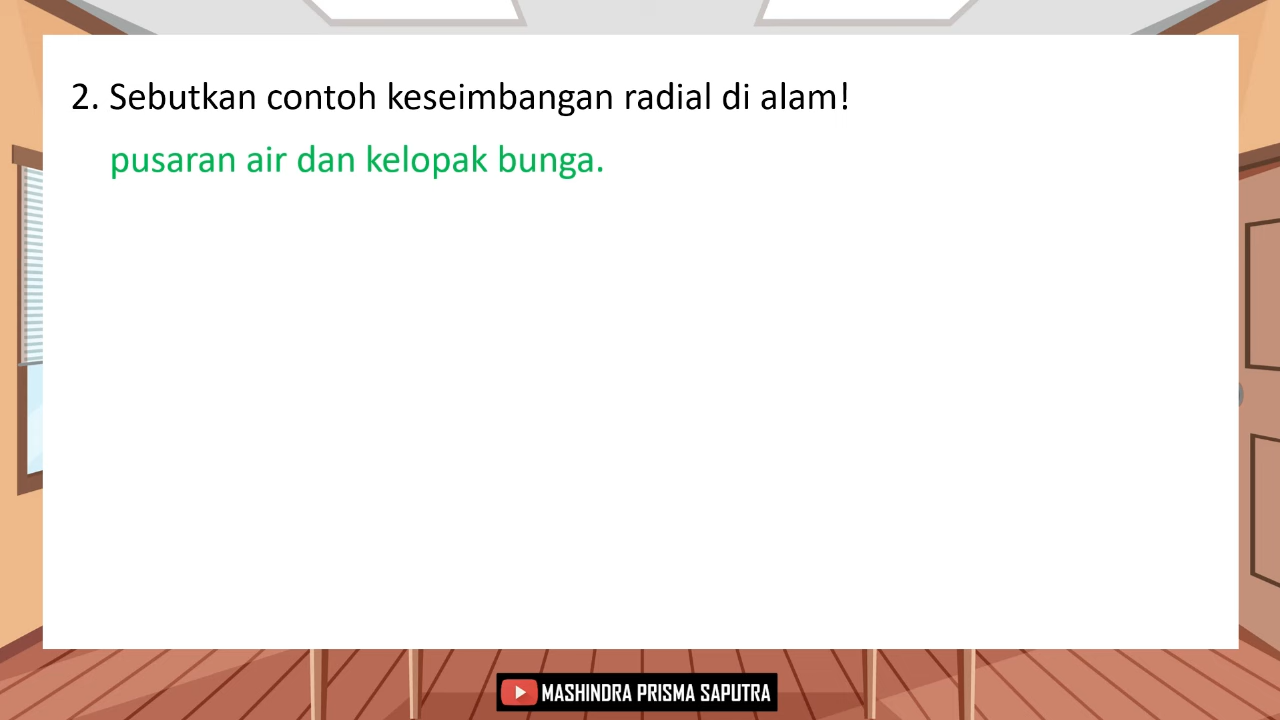 2. Sebutkan contoh keseimbangan radial di alam!
pusaran air dan kelopak bunga.
MASHINDRA PRISMA SAPUTRA